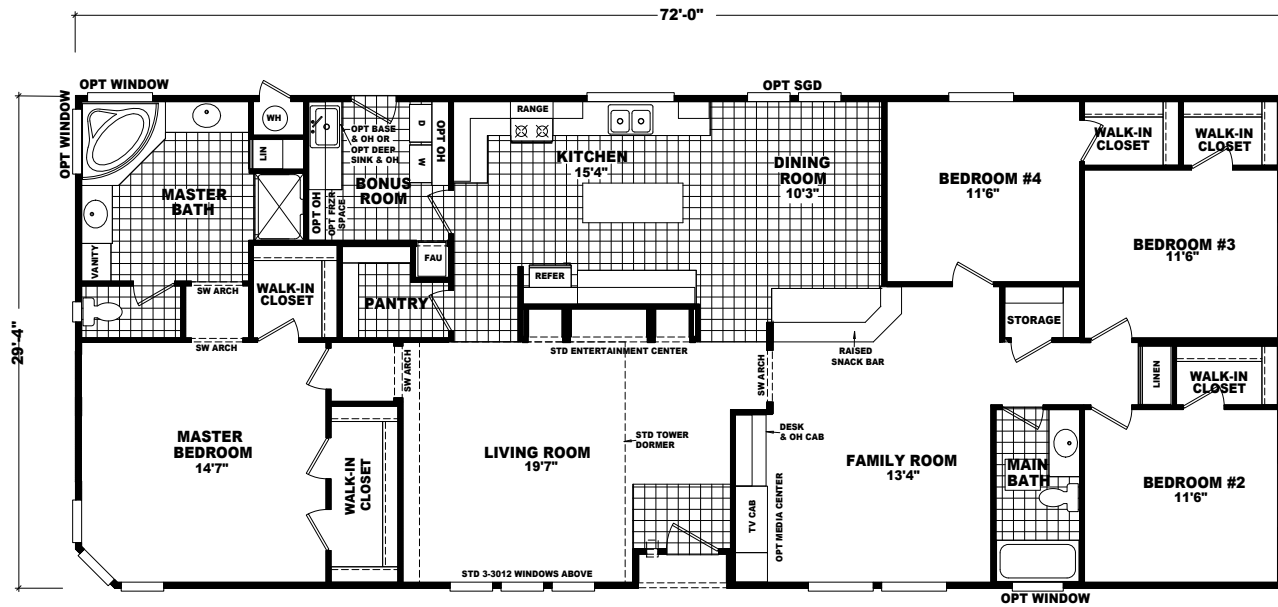 72'-0"
OPT WINDOW
OPT SGD
OPT WINDOW
29'-4"
WH
LIN
OPT BASE
& OH OR
OPT DEEP
SINK & OH
D
W
OPT OH
BONUS
ROOM
OPT OH
OPT FRZR
SPACE
RANGE
KITCHEN
15'4"
DINING
ROOM
10'3"
BEDROOM #4
11'6"
WALK-IN
CLOSET
WALK-IN
CLOSET
BEDROOM #3
11'6"
MASTER
BATH
VANITY
SW ARCH
WALK-IN
CLOSET
FAU
PANTRY
REFER
STORAGE
SW ARCH
SW ARCH
STD ENTERTAINMENT CENTER
SW ARCH
RAISED
SNACK BAR
LINEN
WALK-IN
CLOSET
MASTER
BEDROOM
14'7"
WALK-IN
CLOSET
LIVING ROOM
19'7"
STD TOWER
DORMER
DESK
& OH CAB
TV CAB
OPT MEDIA CENTER
FAMILY ROOM
13'4"
MAIN
BATH
BEDROOM #2
11'6"
STD 3-3012 WINDOWS ABOVE
OPT WINDOW